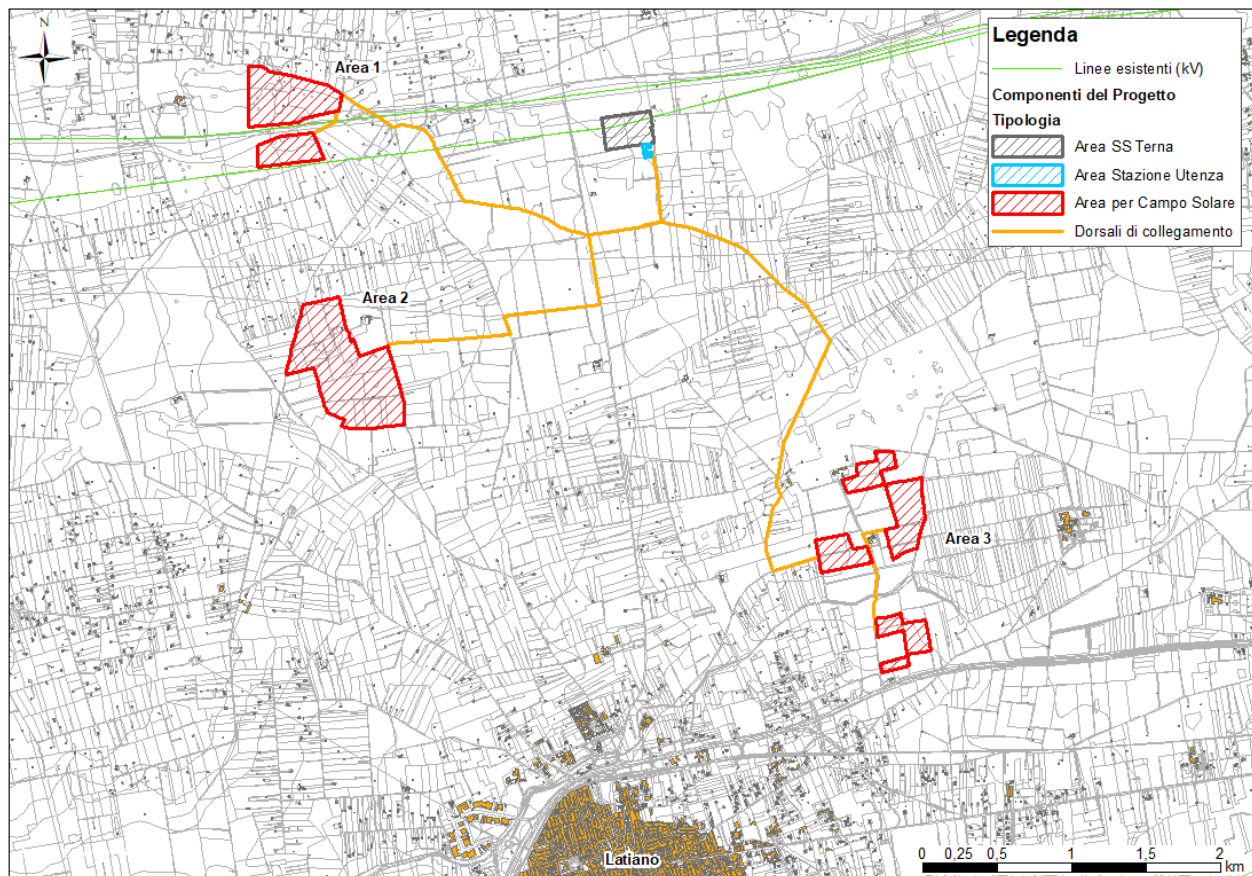 N
Area 1
Legenda
Linee esistenti (kV)
Componenti del Progetto
Tipologia
Area SS Terna
Area Stazione Utenza
Area per Campo Solare
Dorsali di collegamento
Area 2
Area 3
Latiano
0 0,25 0,5 1 1,5 2
km